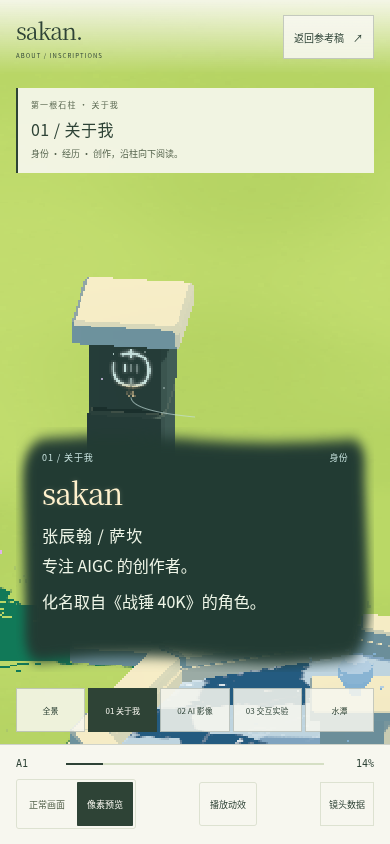 sakan.
ABOUT / INSCRIPTIONS
返回参考稿 ↗
第一根石柱 · 关于我
01 / 关于我
身份 · 经历 · 创作，沿柱向下阅读。
01 / 关于我 身份
sakan
张辰翰 / 萨坎
专注 AIGC 的创作者。
化名取自《战锤 40K》的角色。
全景 01 关于我 02 AI 影像 03 交互实验 水潭
A1 14%
正常画面 像素预览 播放动效 镜头数据